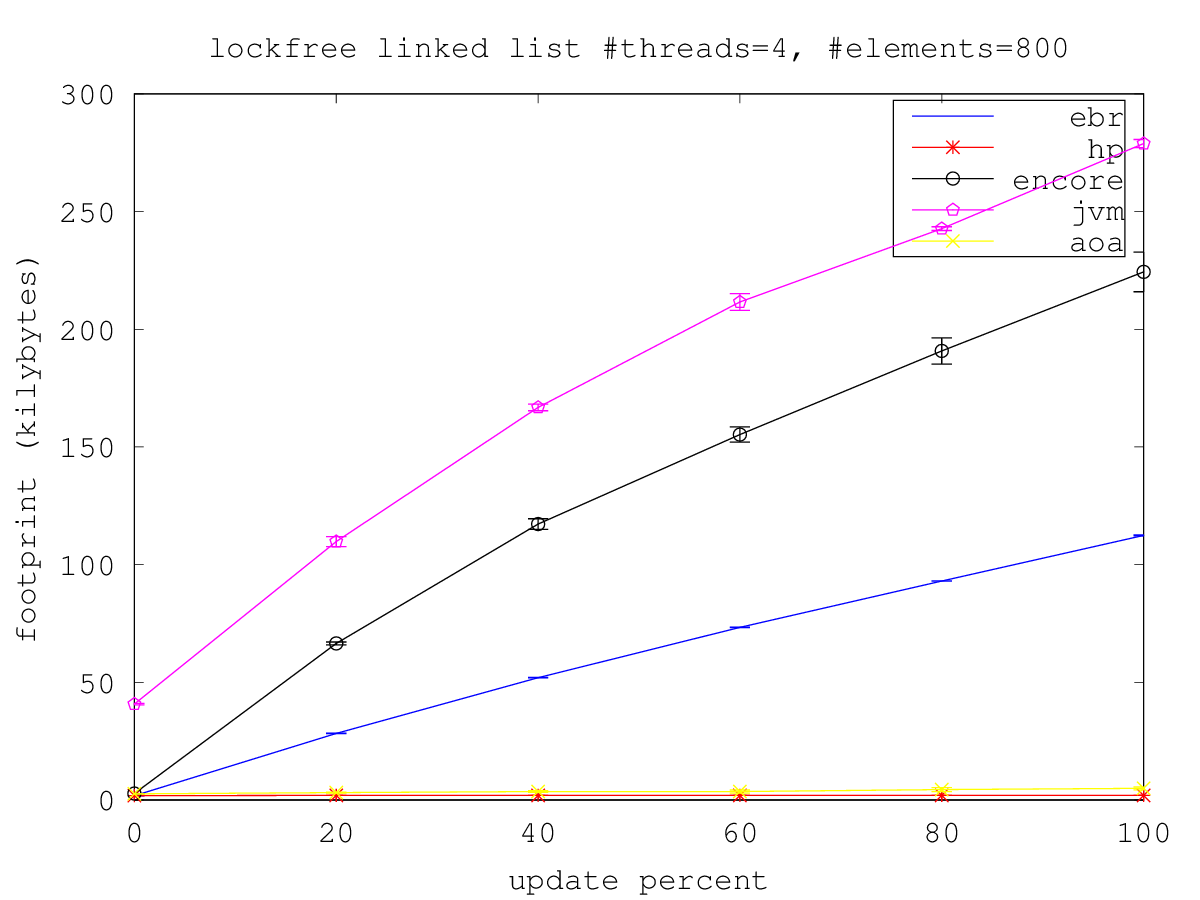 lockfree linked list #threads=4, #elements=800
300
250
200
150
100
50
0
footprint (kilybytes)
ebr
hp
encore
jvm
aoa
0 20 40 60 80 100
update percent